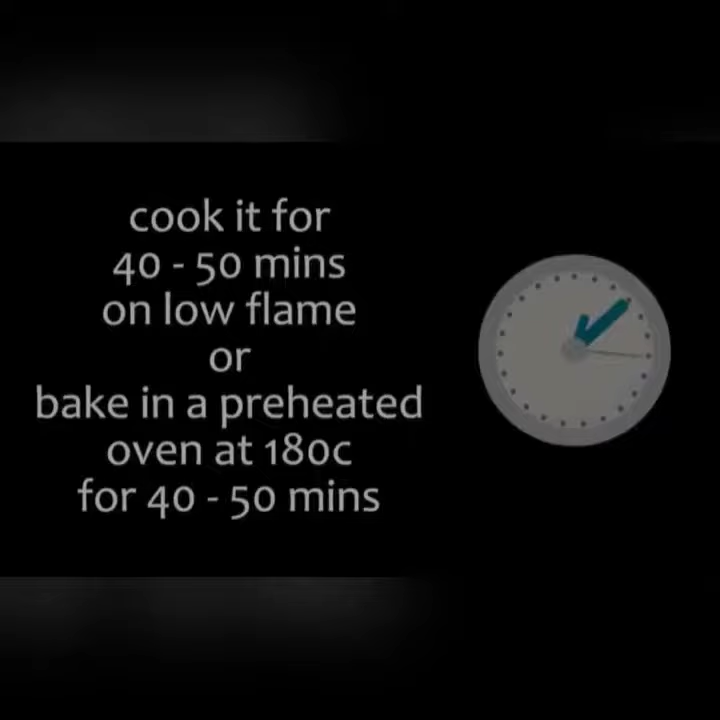 cook it for
40 - 50 mins
on low flame
or
bake in a preheated
oven at 180c
for 40 - 50 mins